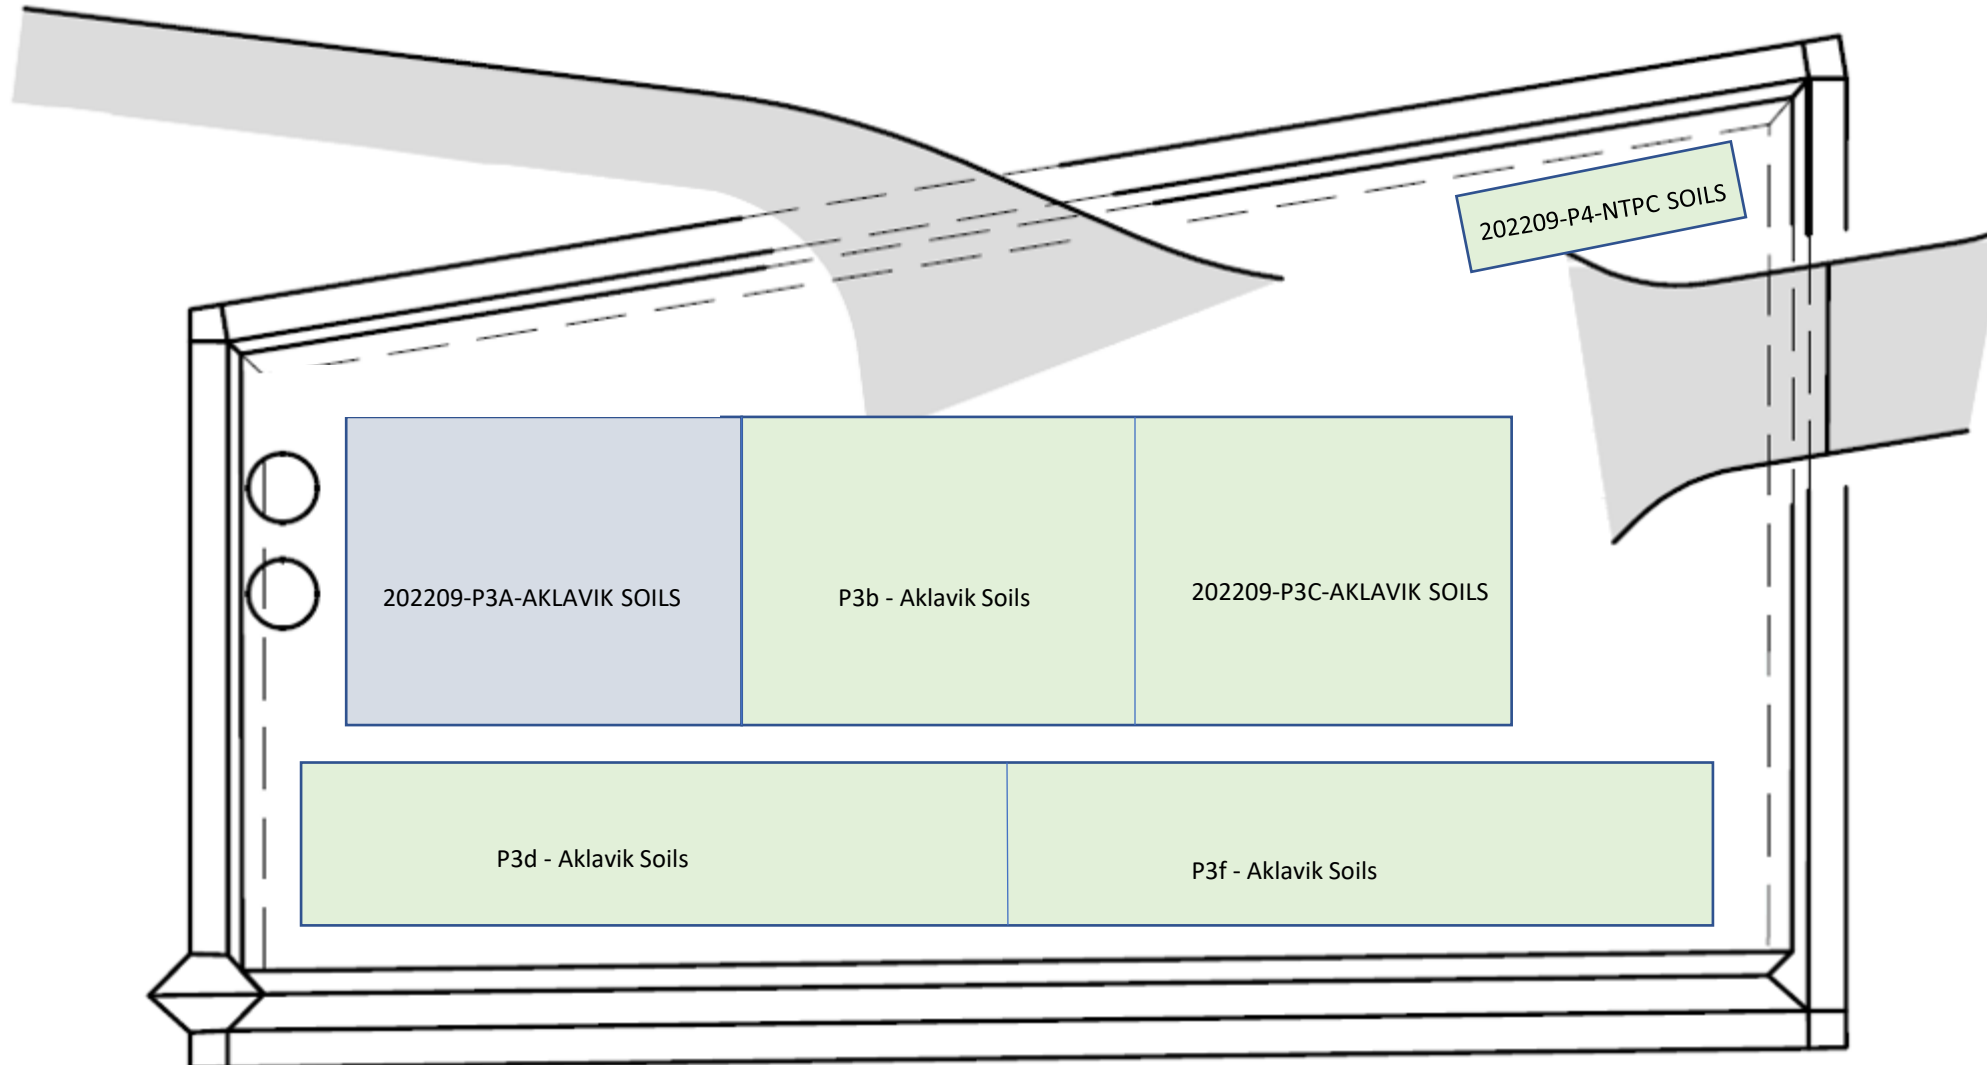 202209-P4-NTPC SOILS
202209-P3A-AKLAVIK SOILS
P3b - Aklavik Soils
202209-P3C-AKLAVIK SOILS
P3d - Aklavik Soils
P3f - Aklavik Soils